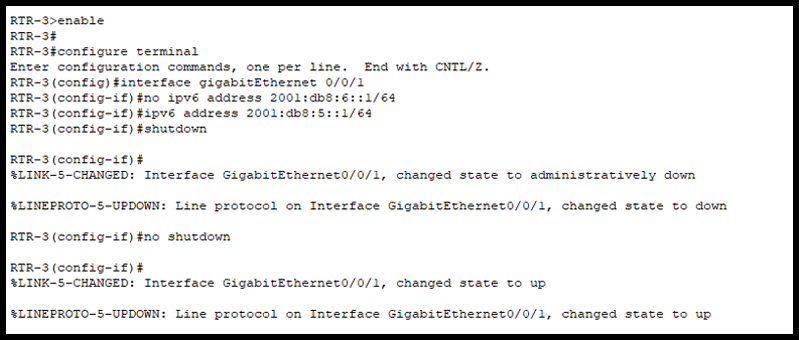 RTR-3>enable
RTR-3#
RTR-3#configure terminal
Enter configuration commands, one per line.  End with CNTL/Z.
RTR-3(config)#interface gigabitEthernet 0/0/1
RTR-3(config-if)#no ipv6 address 2001:db8:6::1/64
RTR-3(config-if)#ipv6 address 2001:db8:5::1/64
RTR-3(config-if)#shutdown
RTR-3(config-if)#
%LINK-5-CHANGED: Interface GigabitEthernet0/0/1, changed state to administratively down
%LINEPROTO-5-UPDOWN: Line protocol on Interface GigabitEthernet0/0/1, changed state to down
RTR-3(config-if)#no shutdown
RTR-3(config-if)#
%LINK-5-CHANGED: Interface GigabitEthernet0/0/1, changed state to up
%LINEPROTO-5-UPDOWN: Line protocol on Interface GigabitEthernet0/0/1, changed state to up